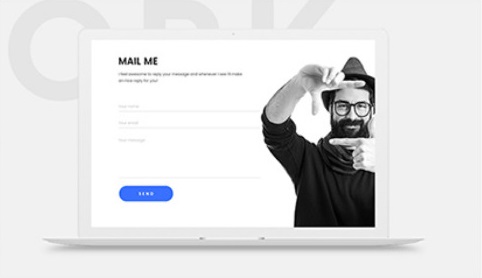 ORK
MAIL ME
I feel awesome to reply your message and whenever I see I'll make
an nice reply for you!
Your name
Your email
Your message
SEND